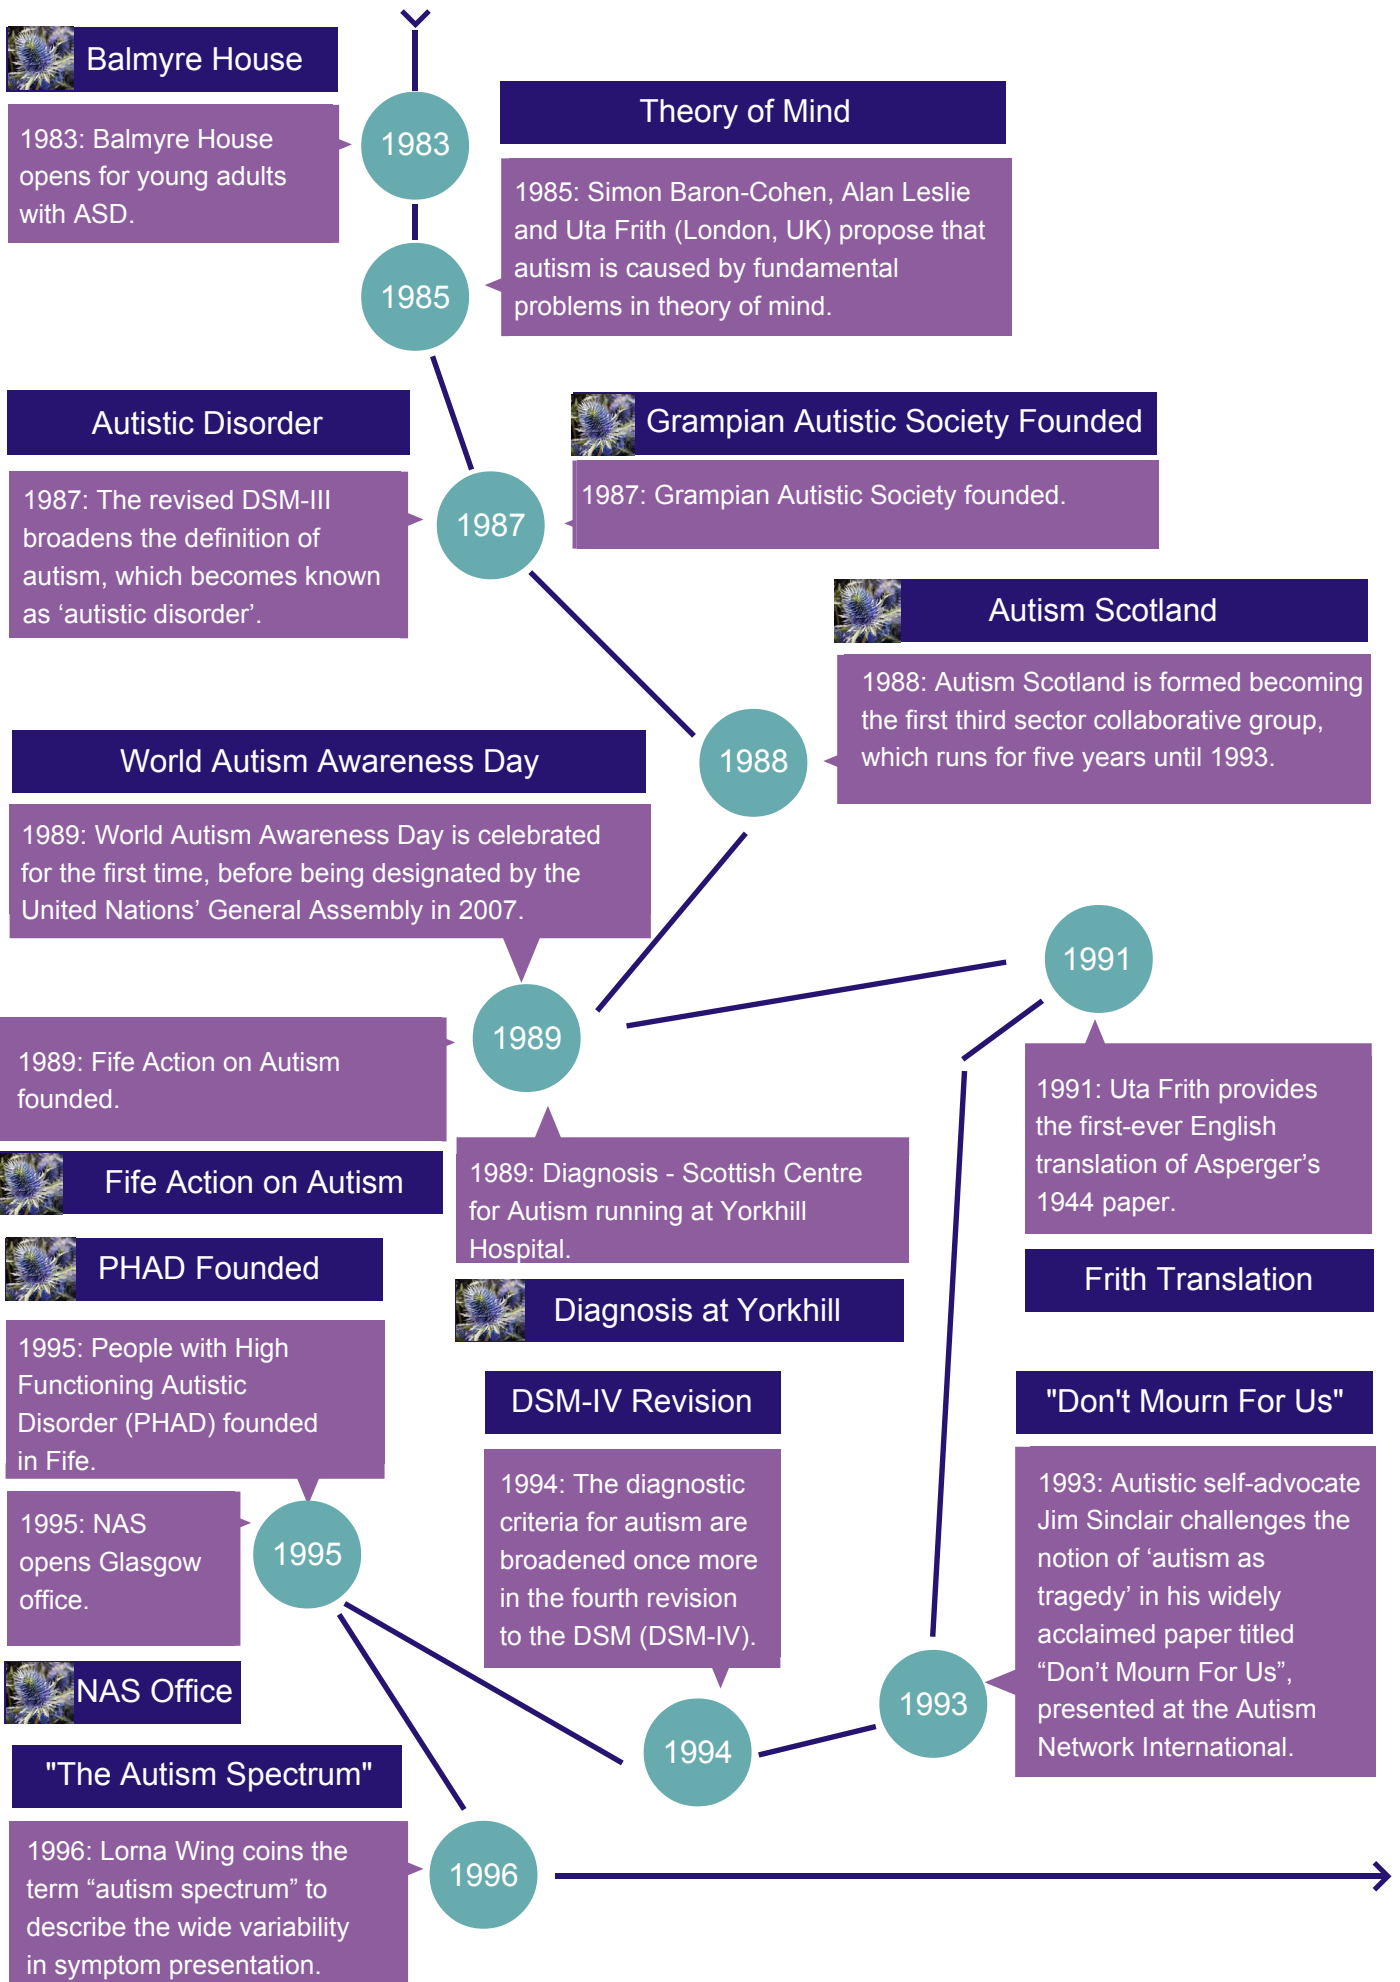 Balmyre House
1983: Balmyre House
opens for young adults
with ASD.
1983
Theory of Mind
1985: Simon Baron-Cohen, Alan Leslie
and Uta Frith (London, UK) propose that
autism is caused by fundamental
problems in theory of mind.
1985
Autistic Disorder
1987: The revised DSM-III
broadens the definition of
autism, which becomes known
as ‘autistic disorder’.
1987
Grampian Autistic Society Founded
1987: Grampian Autistic Society founded.
Autism Scotland
1988: Autism Scotland is formed becoming
the first third sector collaborative group,
which runs for five years until 1993.
1988
World Autism Awareness Day
1989: World Autism Awareness Day is celebrated
for the first time, before being designated by the
United Nations’ General Assembly in 2007.
1989
1989: Fife Action on Autism
founded.
Fife Action on Autism
1989: Diagnosis - Scottish Centre
for Autism running at Yorkhill
Hospital.
Diagnosis at Yorkhill
1991
1991: Uta Frith provides
the first-ever English
translation of Asperger’s
1944 paper.
Frith Translation
"Don't Mourn For Us"
1993: Autistic self-advocate
Jim Sinclair challenges the
notion of ‘autism as
tragedy’ in his widely
acclaimed paper titled
“Don’t Mourn For Us”,
presented at the Autism
Network International.
1993
DSM-IV Revision
1994: The diagnostic
criteria for autism are
broadened once more
in the fourth revision
to the DSM (DSM-IV).
1994
PHAD Founded
1995: People with High
Functioning Autistic
Disorder (PHAD) founded
in Fife.
1995
1995: NAS
opens Glasgow
office.
NAS Office
"The Autism Spectrum"
1996: Lorna Wing coins the
term “autism spectrum” to
describe the wide variability
in symptom presentation.
1996